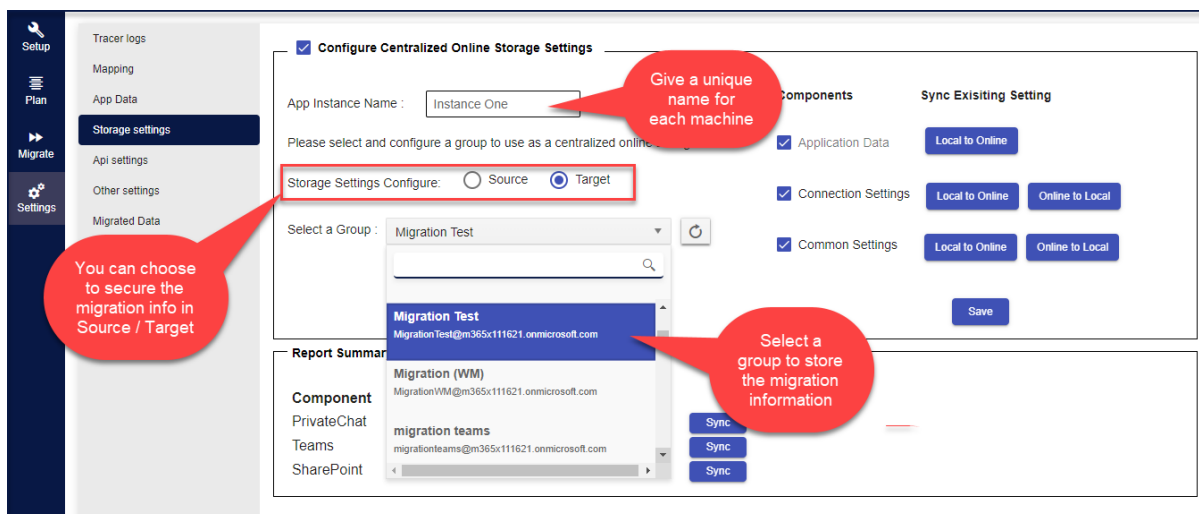 Setup
Plan
Migrate
Settings
Tracer logs
Mapping
App Data
Storage settings
Api settings
Other settings
Migrated Data
Configure Centralized Online Storage Settings
App Instance Name :
Instance One
Give a unique
name for
each machine
Please select and configure a group to use as a centralized online
Storage Settings Configure:
Source
Target
Select a Group :
Migration Test
Migration Test
MigrationTest@m365x111621.onmicrosoft.com
Migration (WM)
MigrationWM@m365x111621.onmicrosoft.com
migration teams
migrationteams@m365x111621.onmicrosoft.com
You can choose
to secure the
migration info in
Source / Target
Select a
group to store
the migration
information
Components
Sync Exisiting Setting
Application Data
Local to Online
Connection Settings
Local to Online
Online to Local
Common Settings
Local to Online
Online to Local
Save
Report Summar
Component
PrivateChat
Sync
Teams
Sync
SharePoint
Sync